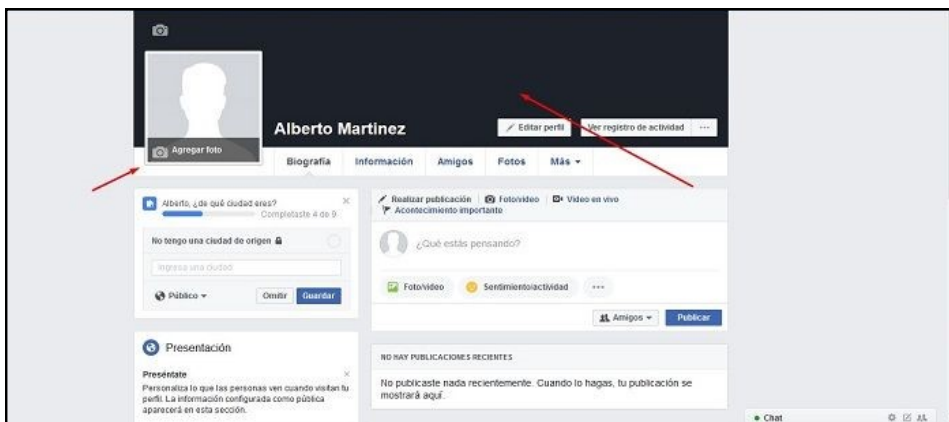 Alberto Martinez
Editar perfil
Ver registro de actividad
Agregar foto
Biografía
Información
Amigos
Fotos
Más
Alberto, ¿de qué ciudad eres?
Completaste 4 de 9
No tengo una ciudad de origen
Ingresa una ciudad
Público
Omitir
Guardar
Presentación
Preséntate
Personaliza lo que las personas ven cuando visitan tu
perfil. La información configurada como pública
aparecerá en esta sección.
Realizar publicación
Foto/video
Video en vivo
Acontecimiento importante
¿Qué estás pensando?
Foto/video
Sentimiento/actividad
Amigos
Publicar
NO HAY PUBLICACIONES RECIENTES
No publicaste nada recientemente. Cuando lo hagas, tu publicación se
mostrará aquí.
Chat